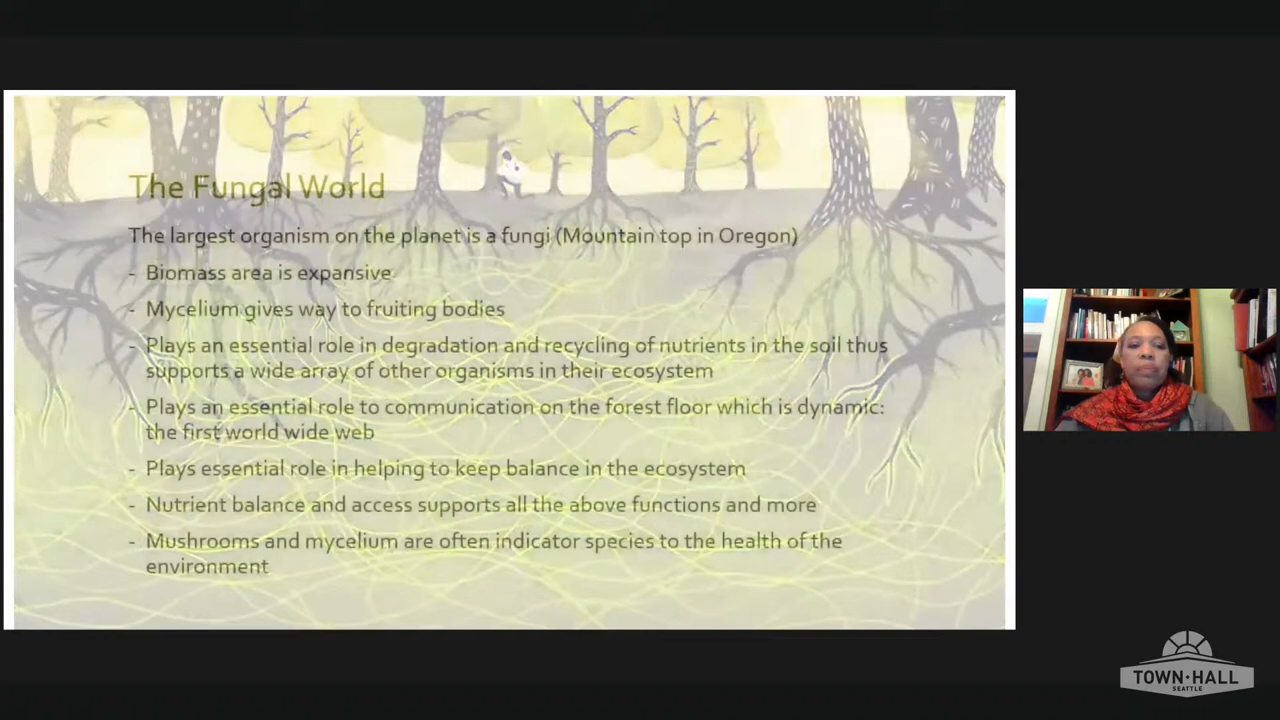 The Fungal World
The largest organism on the planet is a fungi (Mountain top in Oregon)
- Biomass area is expansive
- Mycelium gives way to fruiting bodies
- Plays an essential role in degradation and recycling of nutrients in the soil thus
supports a wide array of other organisms in their ecosystem
- Plays an essential role to communication on the forest floor which is dynamic:
the first world wide web
- Plays essential role in helping to keep balance in the ecosystem
- Nutrient balance and access supports all the above functions and more
- Mushrooms and mycelium are often indicator species to the health of the
environment
TOWN·HALL
SEATTLE